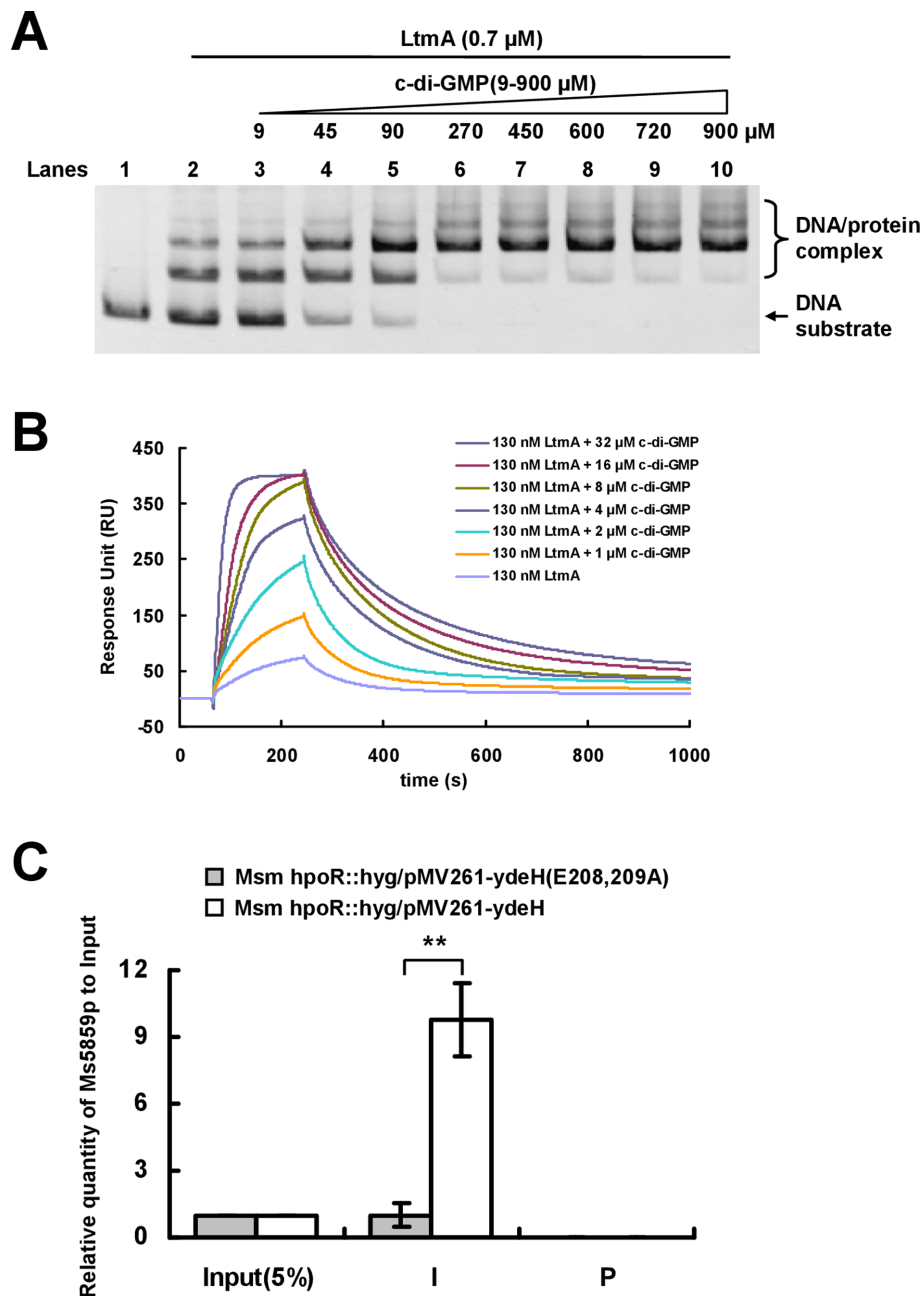 A
LtmA (0.7 µM)
c-di-GMP(9-900 µM)
9 45 90 270 450 600 720 900 µM
Lanes 1 2 3 4 5 6 7 8 9 10
DNA/protein
complex
DNA
substrate
B
450
350
250
150
50
-50
Response Unit (RU)
130 nM LtmA + 32 µM c-di-GMP
130 nM LtmA + 16 µM c-di-GMP
130 nM LtmA + 8 µM c-di-GMP
130 nM LtmA + 4 µM c-di-GMP
130 nM LtmA + 2 µM c-di-GMP
130 nM LtmA + 1 µM c-di-GMP
130 nM LtmA
0 200 400 600 800 1000
time (s)
C
Msm hpoR::hyg/pMV261-ydeH(E208,209A)
Msm hpoR::hyg/pMV261-ydeH
Relative quantity of Ms5859p to Input
**
12
9
6
3
0
Input(5%) I P